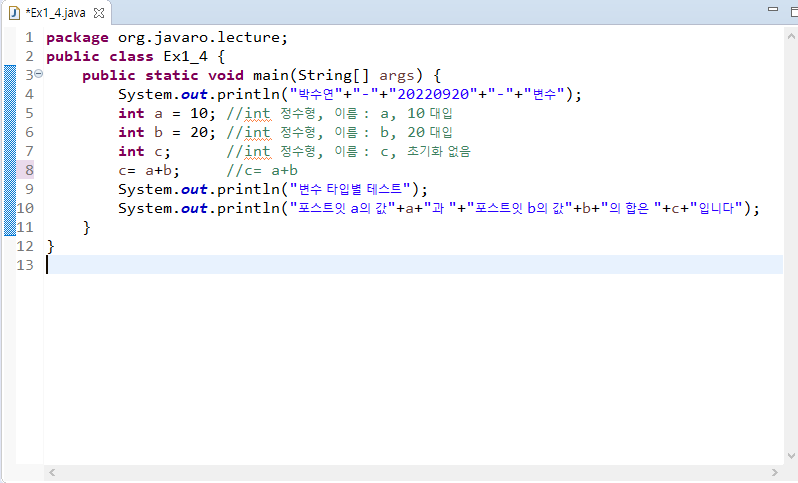 *Ex1_4.java
1 package org.javaro.lecture;
2 public class Ex1_4 {
3 public static void main(String[] args) {
4 System.out.println("박수연"+"-"+"20220920"+"-"+"변수");
5 int a = 10; //int 정수형, 이름 : a, 10 대입
6 int b = 20; //int 정수형, 이름 : b, 20 대입
7 int c; //int 정수형, 이름 : c, 초기화 없음
8 c= a+b; //c= a+b
9 System.out.println("변수 타입별 테스트");
10 System.out.println("포스트잇 a의 값"+a+"과 "+"포스트잇 b의 값"+b+"의 합은 "+c+"입니다");
11 }
12 }
13